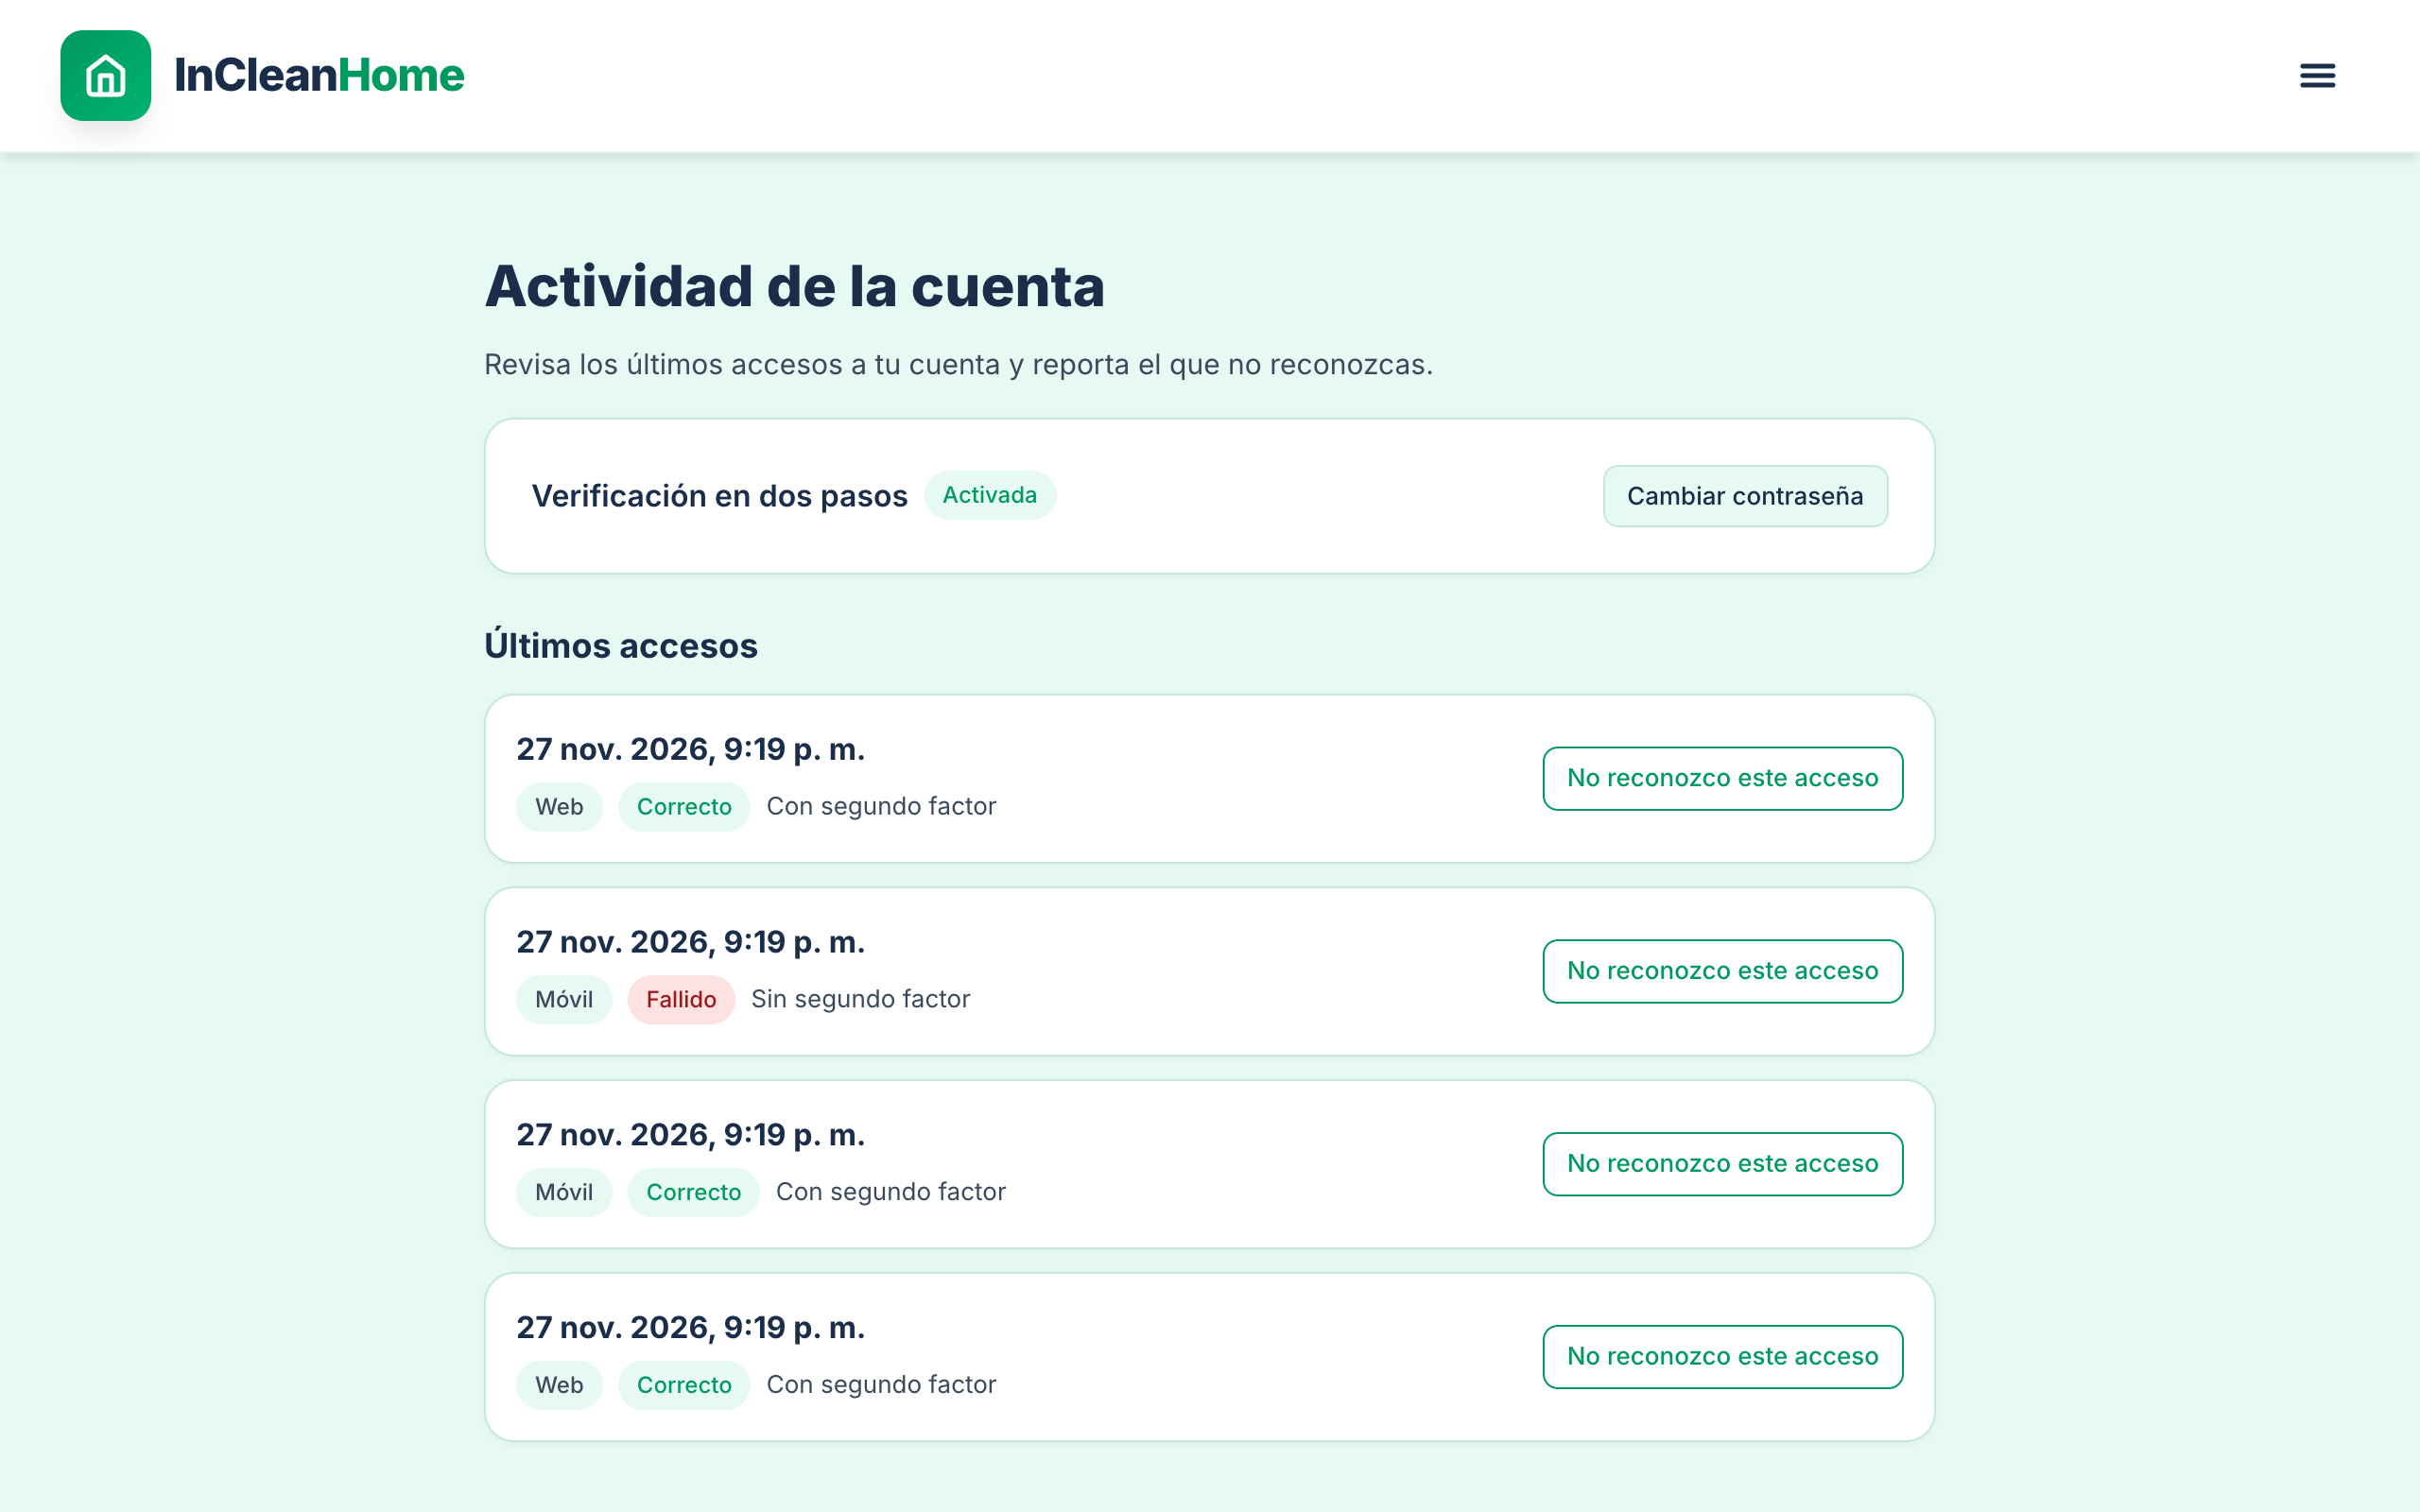 InCleanHome
Actividad de la cuenta
Revisa los últimos accesos a tu cuenta y reporta el que no reconozcas.
Verificación en dos pasos Activada Cambiar contraseña
Últimos accesos
27 nov. 2026, 9:19 p. m.
Web Correcto Con segundo factor
No reconozco este acceso
27 nov. 2026, 9:19 p. m.
Móvil Fallido Sin segundo factor
No reconozco este acceso
27 nov. 2026, 9:19 p. m.
Móvil Correcto Con segundo factor
No reconozco este acceso
27 nov. 2026, 9:19 p. m.
Web Correcto Con segundo factor
No reconozco este acceso